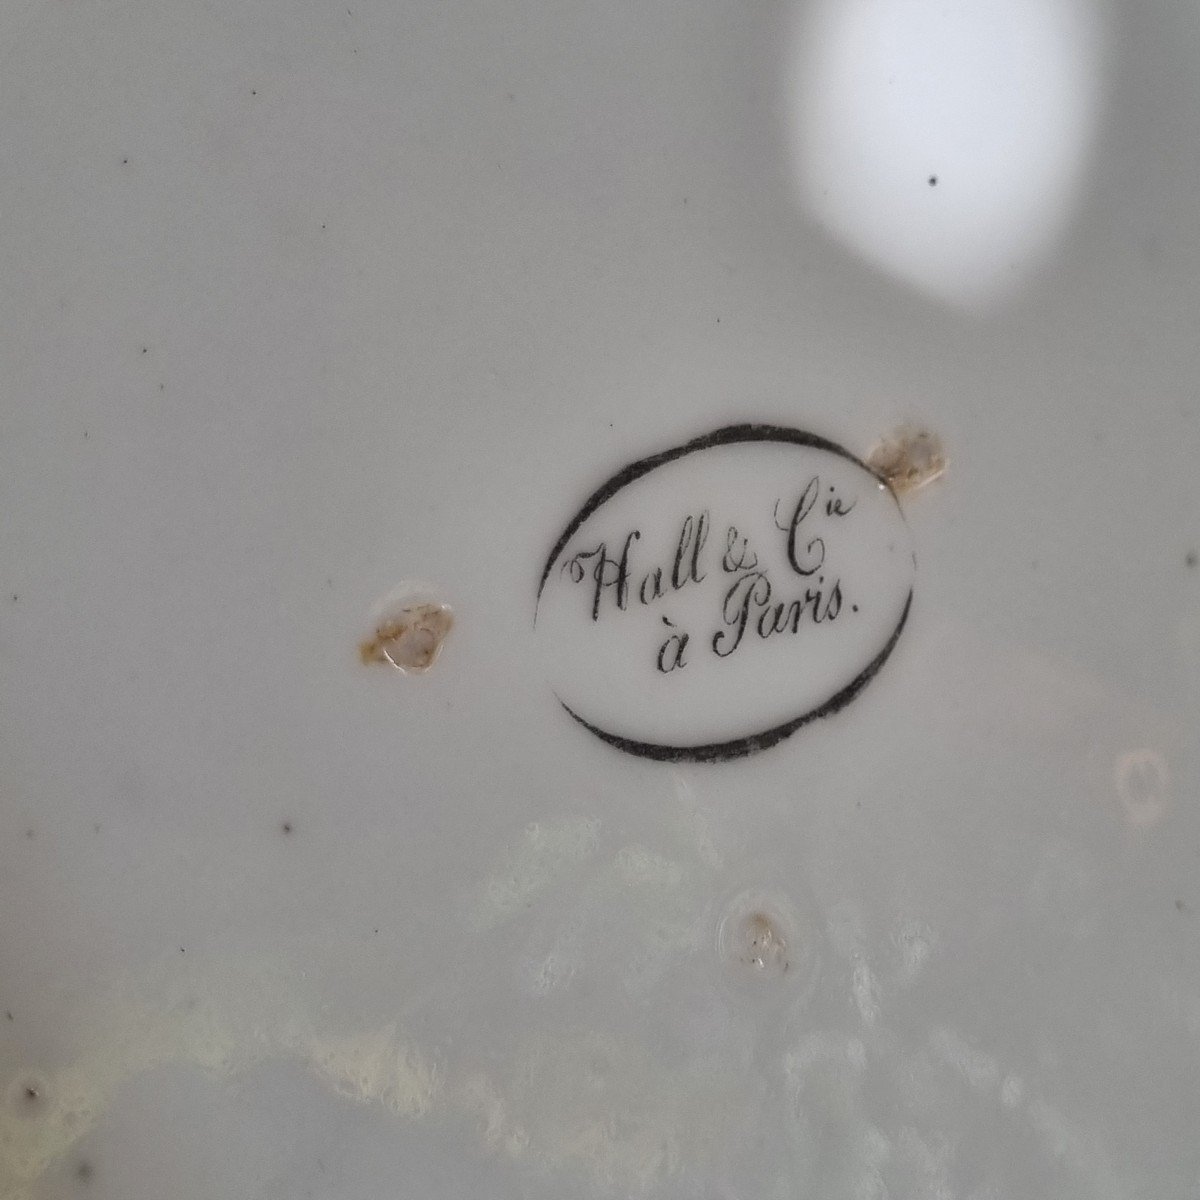 Hall & Cie
à Paris.